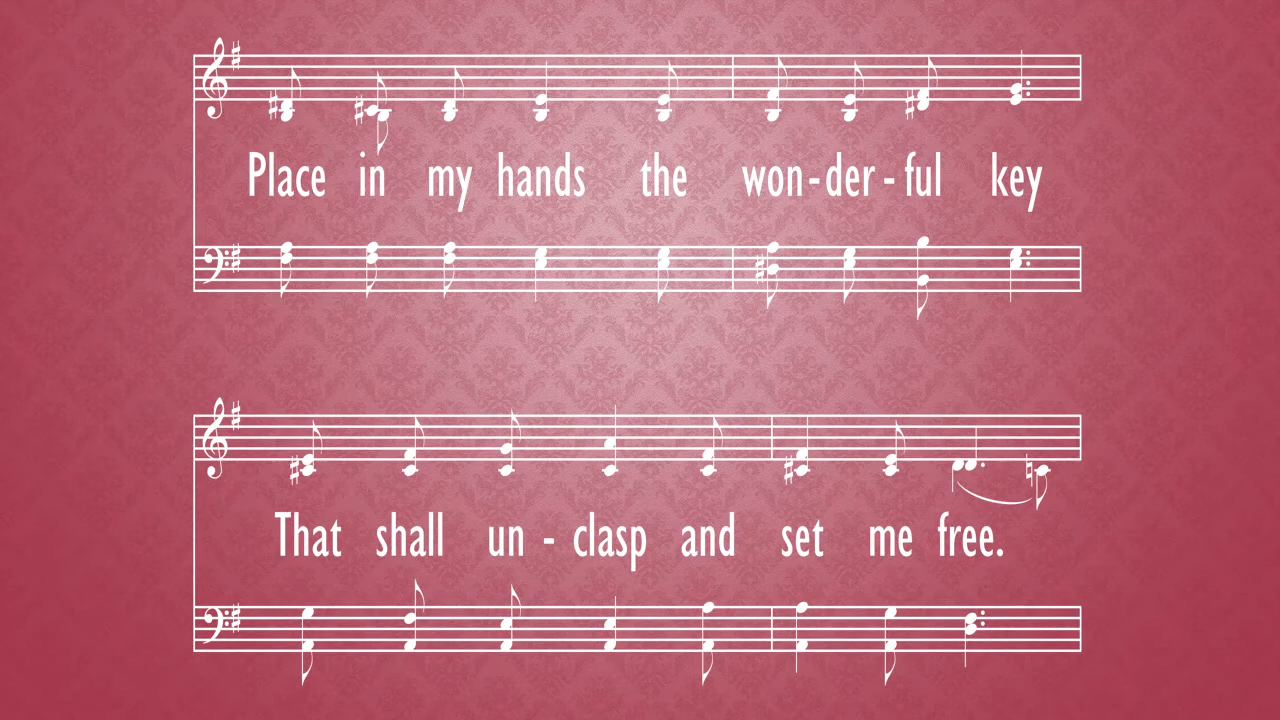 Place in my hands the won-der-ful key
That shall un-clasp and set me free.